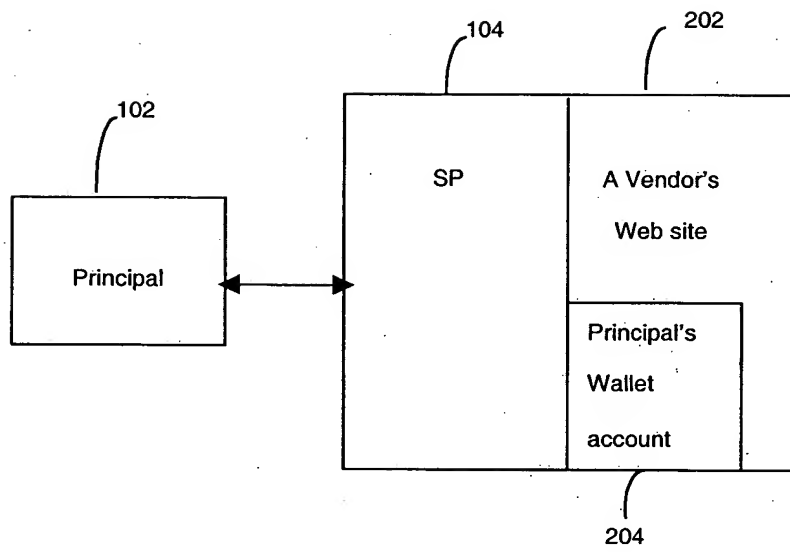 104
202
102
SP
A Vendor's
Web site
Principal
Principal's
Wallet
account
204